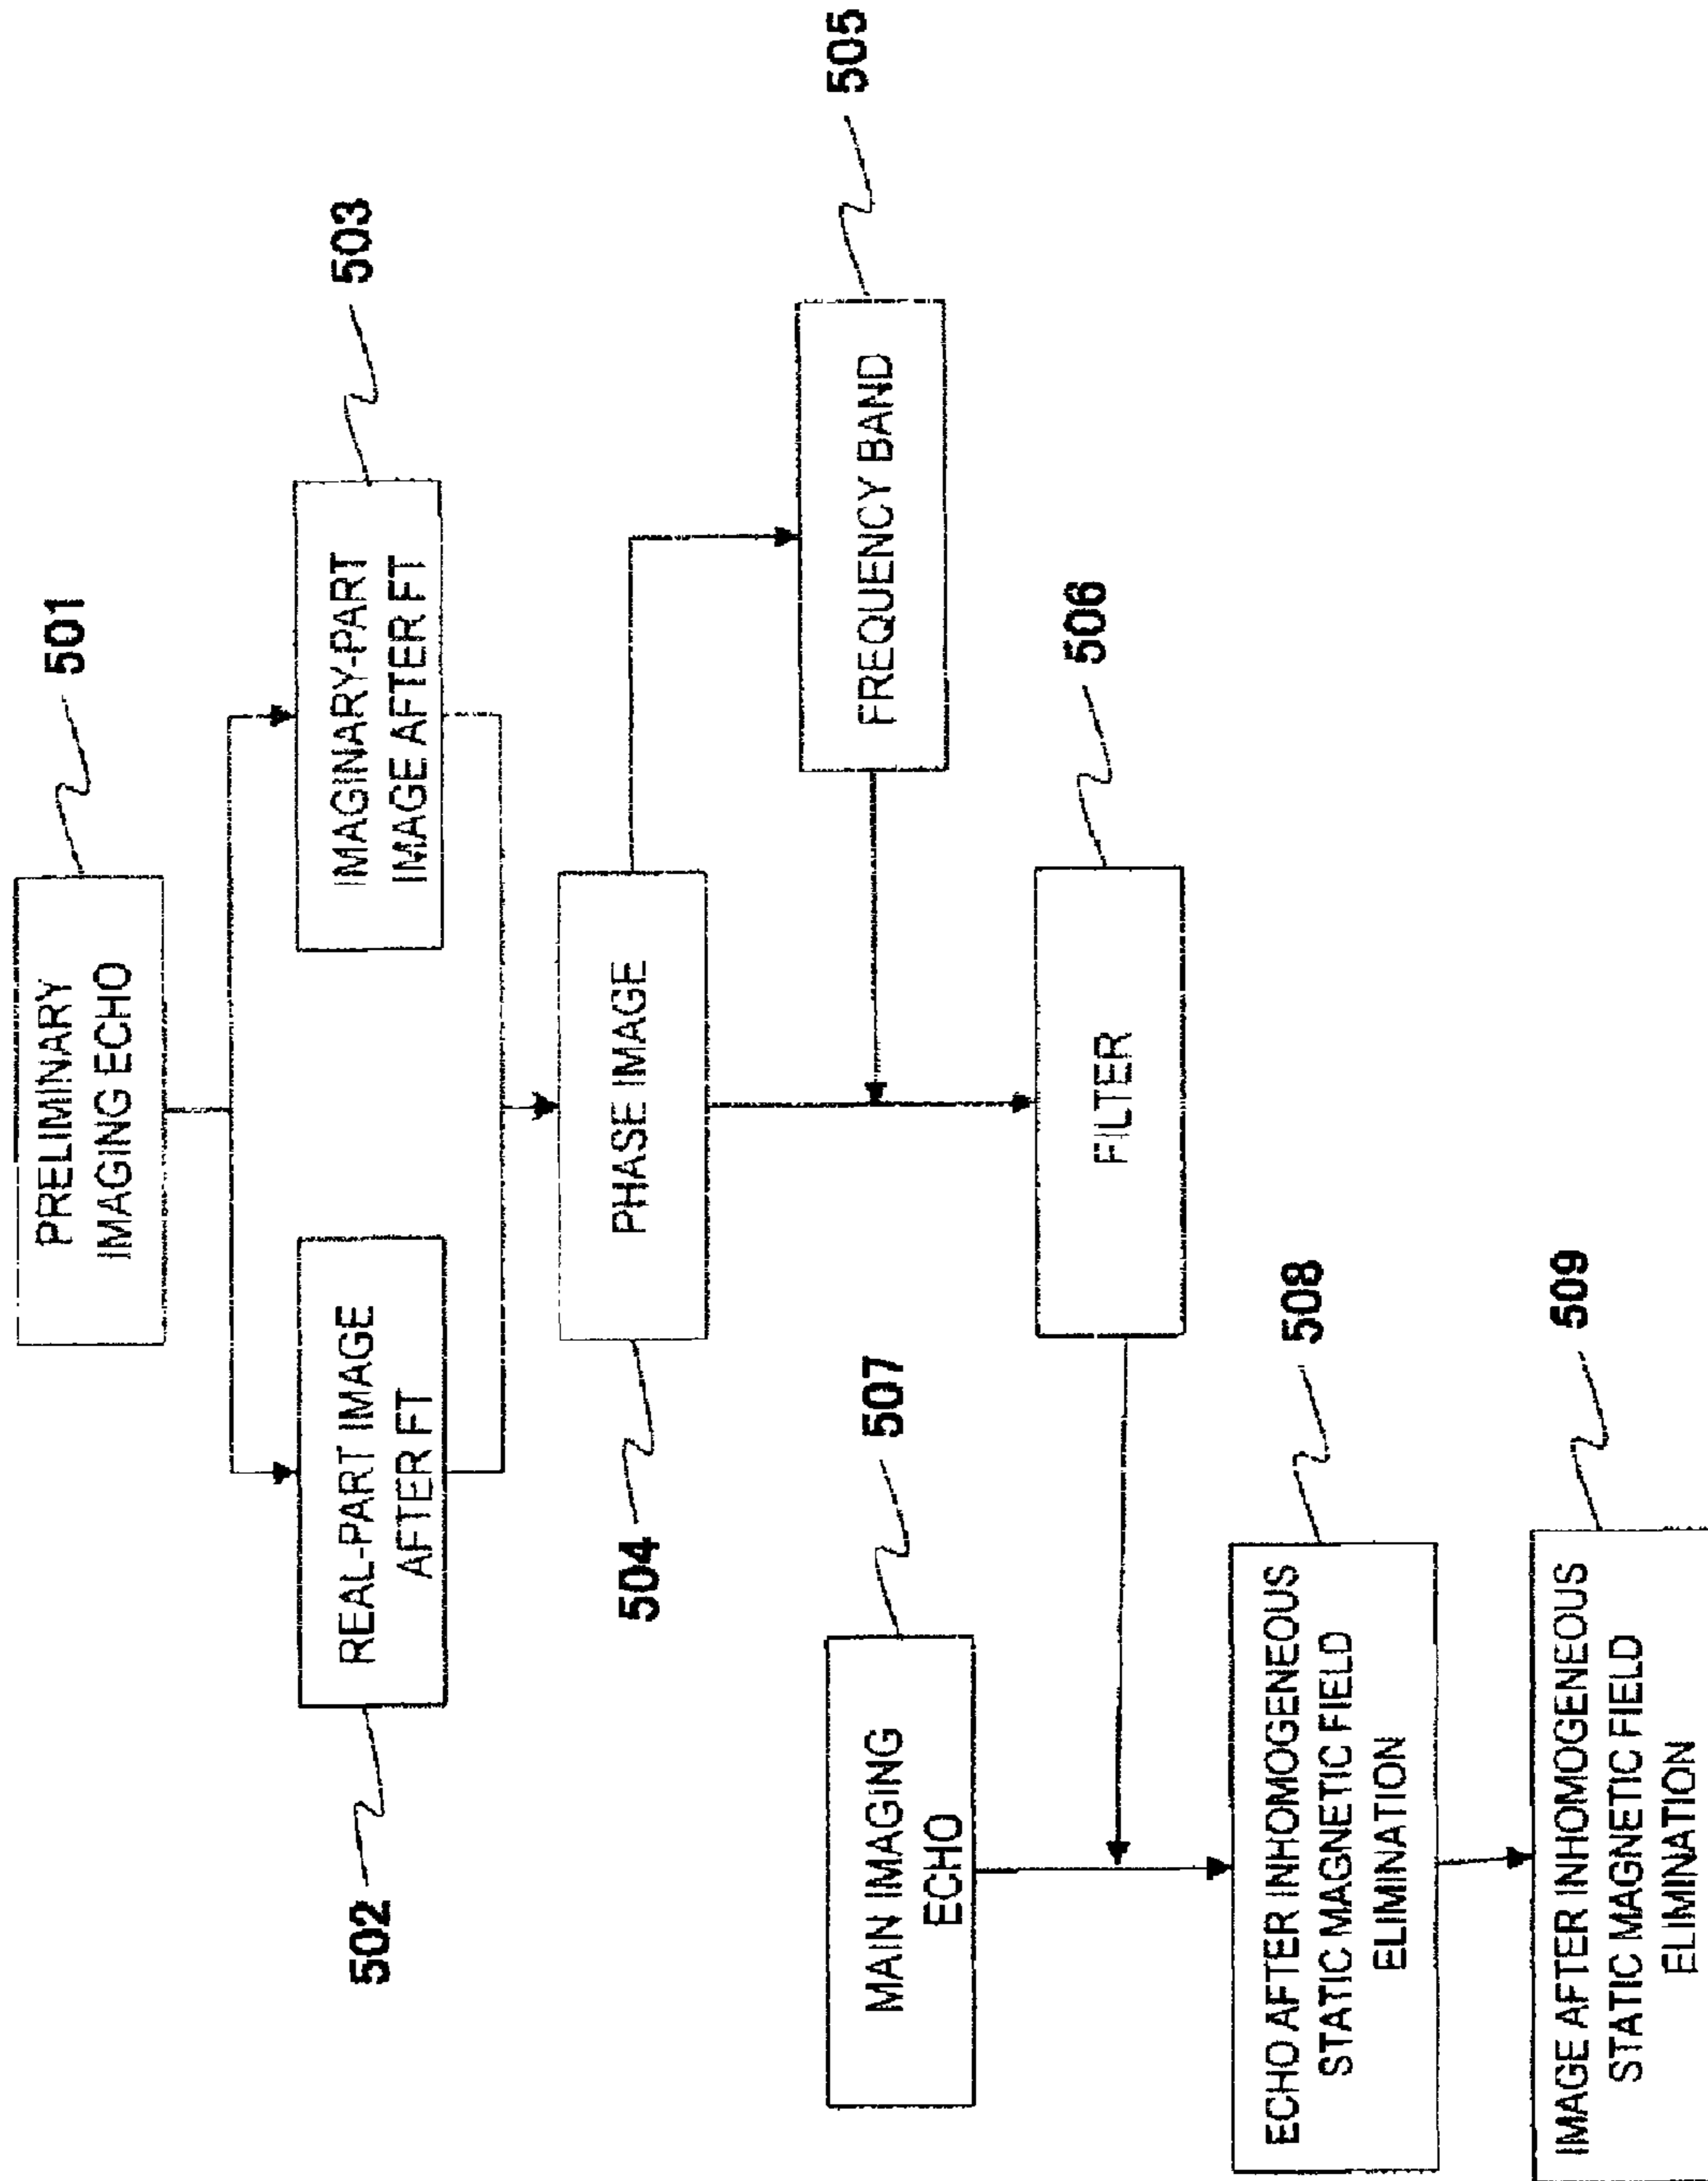 PRELIMINARY
IMAGING ECHO
501
REAL-PART IMAGE
AFTER FT
502
IMAGINARY-PART
IMAGE AFTER FT
503
PHASE IMAGE
504
FREQUENCY BAND
505
FILTER
506
MAIN IMAGING
ECHO
507
ECHO AFTER INHOMOGENEOUS
STATIC MAGNETIC FIELD
ELIMINATION
508
IMAGE AFTER INHOMOGENEOUS
STATIC MAGNETIC FIELD
ELIMINATION
509